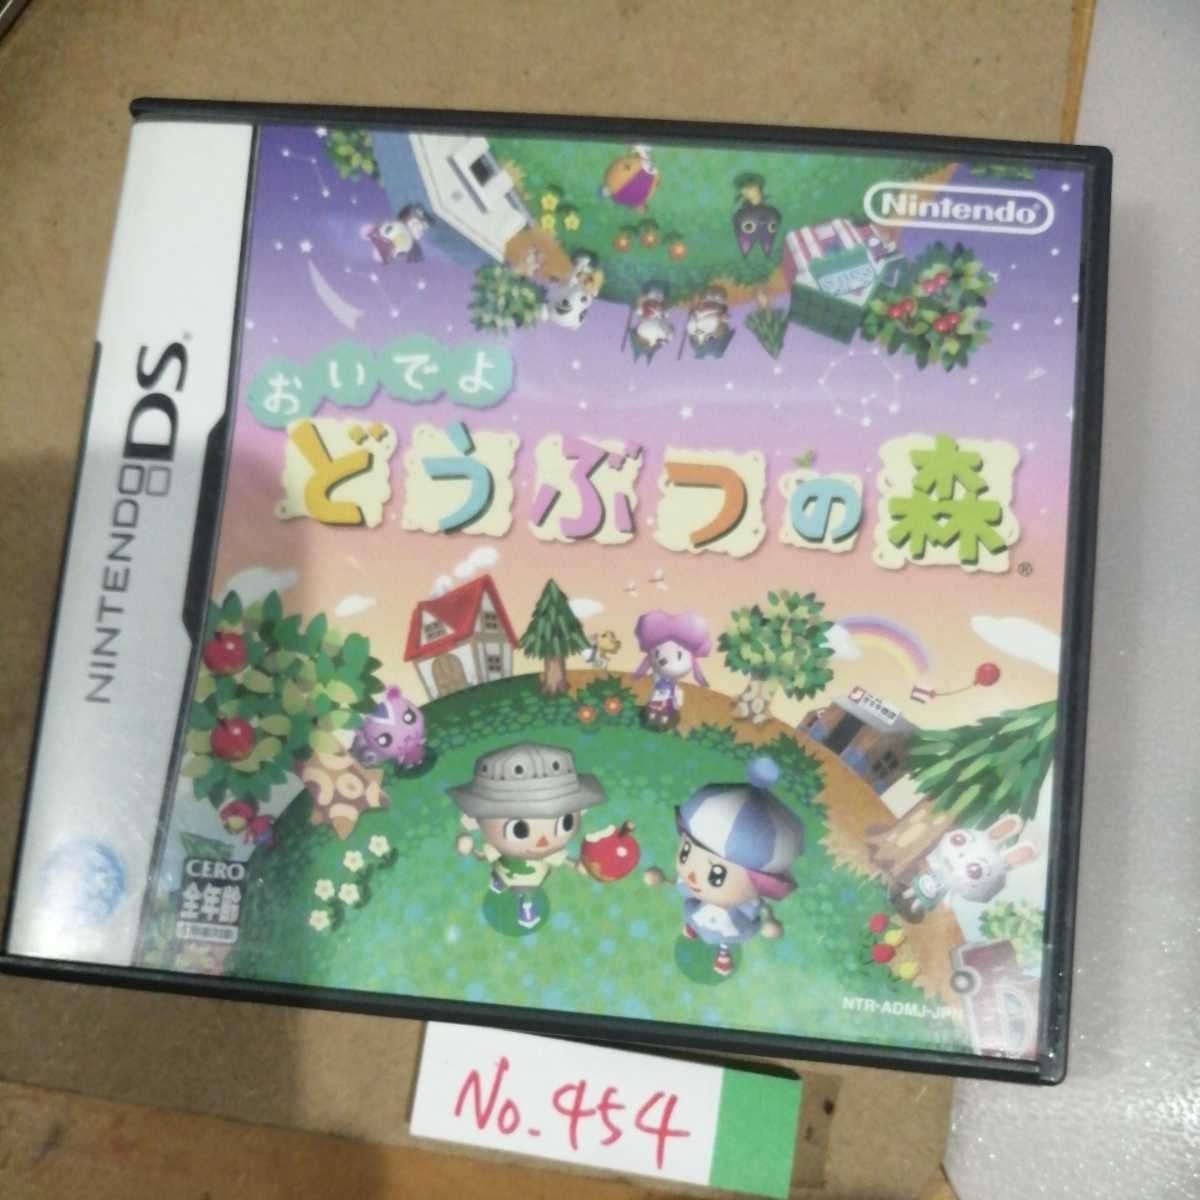 Nintendo
おいでよ
どうぶつの森
®
NINTENDO DS
CERO
全年齢
NTR-ADMJ-JPN
No. 454